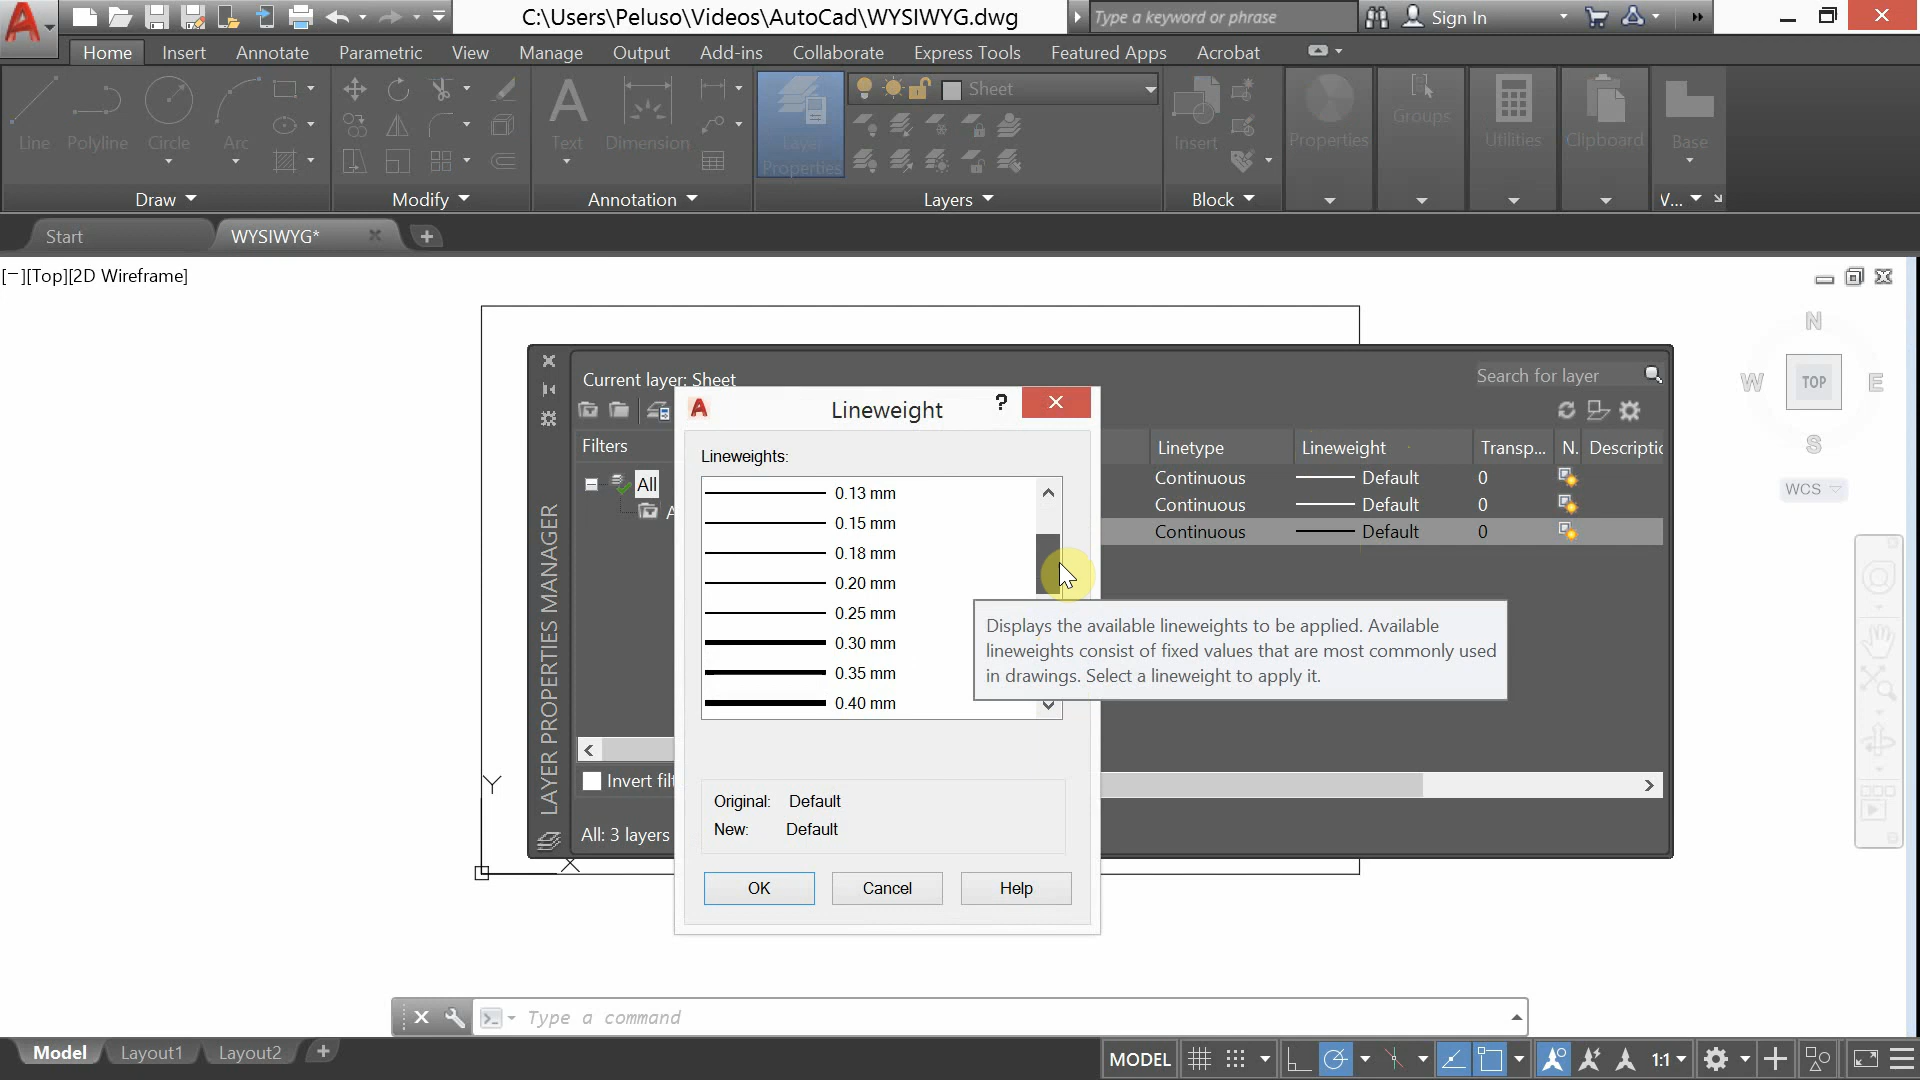 C:\Users\Peluso\Videos\AutoCad\WYSIWYG.dwg
Type a keyword or phrase
Sign In
Home Insert Annotate Parametric View Manage Output Add-ins Collaborate Express Tools Featured Apps Acrobat
Line Polyline Circle Arc
Text Dimension
Layer
Properties
Sheet
Insert
Properties
Groups
Utilities
Clipboard
Base
Draw Modify Annotation Layers Block V...
Start WYSIWYG*
[−][Top][2D Wireframe]
N
W TOP E
S
WCS
LAYER PROPERTIES MANAGER
Current layer: Sheet
Search for layer
Filters
All
A
Linetype Lineweight Transp... N. Descriptic
Continuous Default 0
Continuous Default 0
Continuous Default 0
Invert filt
All: 3 layers
Lineweight
?
Lineweights:
0.13 mm
0.15 mm
0.18 mm
0.20 mm
0.25 mm
0.30 mm
0.35 mm
0.40 mm
Displays the available lineweights to be applied. Available
lineweights consist of fixed values that are most commonly used
in drawings. Select a lineweight to apply it.
Original: Default
New: Default
OK Cancel Help
Y
X
Type a command
Model Layout1 Layout2
MODEL 1:1